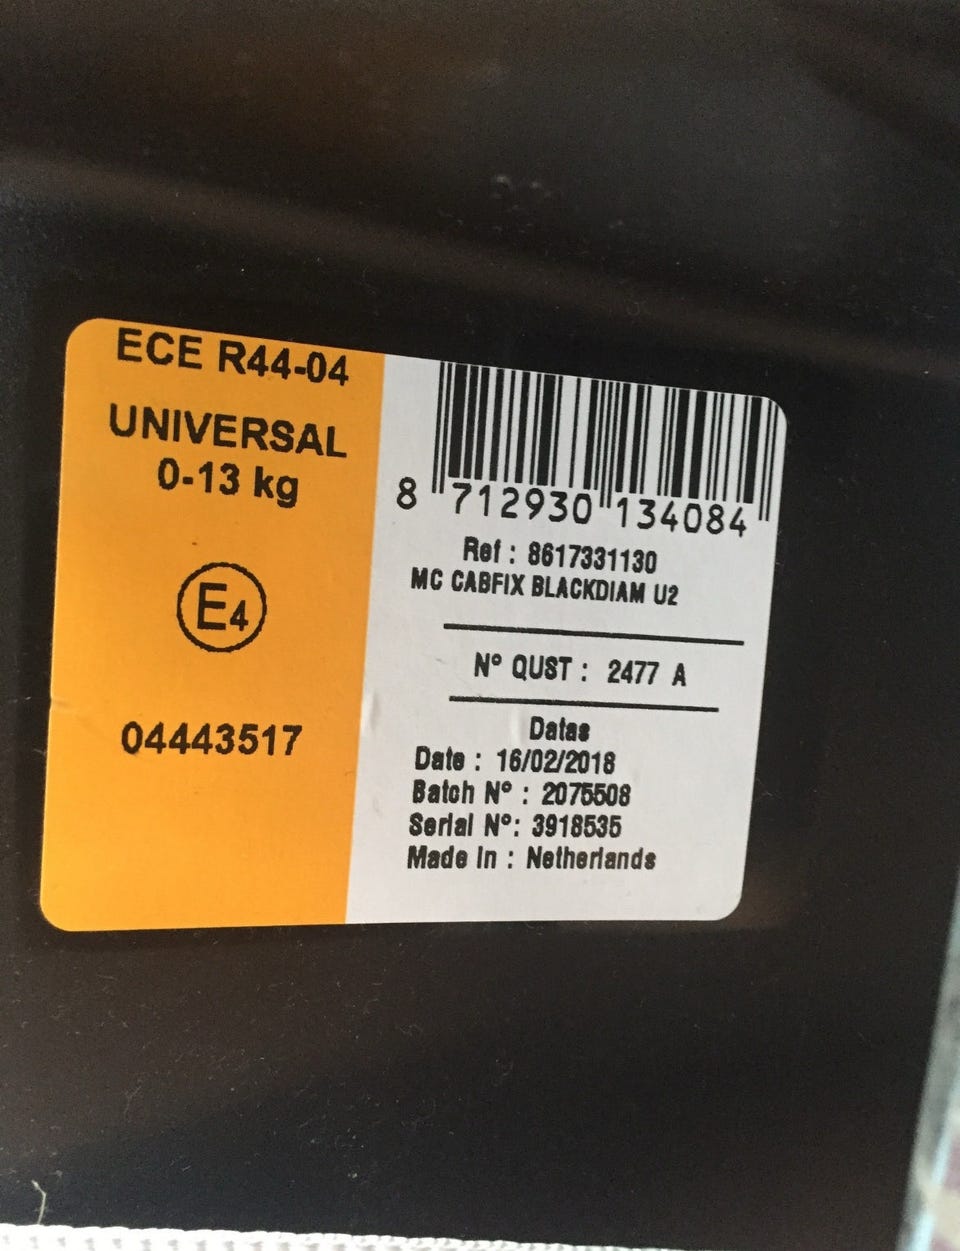 ECE R44-04
UNIVERSAL
0-13 kg
E4
04443517
8 712930 134084
Ref : 8617331130
MC CABFIX BLACKDIAM U2
N° QUST : 2477 A
Datas
Date : 16/02/2018
Batch N° : 2075508
Serial N°: 3918535
Made in : Netherlands